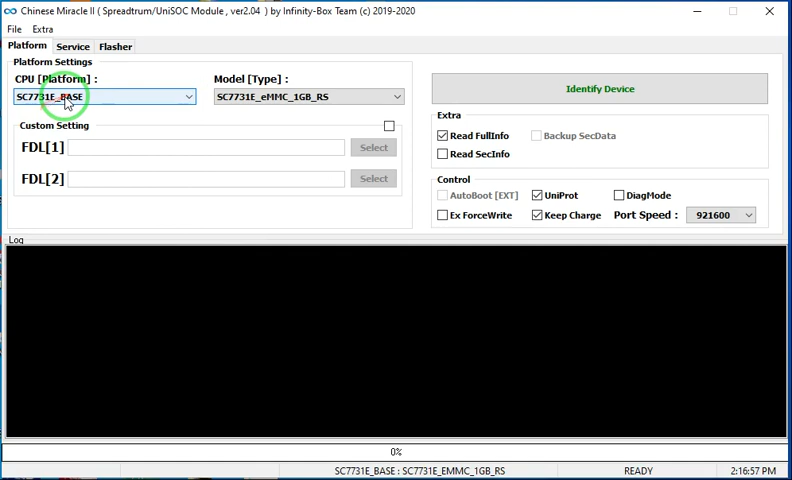 Chinese Miracle II ( Spreadtrum/UniSOC Module , ver2.04 ) by Infinity-Box Team (c) 2019-2020
File Extra
Platform Service Flasher
Platform Settings
CPU [Platform] : Model [Type] :
SC7731E_BASE SC7731E_eMMC_1GB_RS
Identify Device
Custom Setting
FDL[1] Select
FDL[2] Select
Extra
Read FullInfo Backup SecData
Read SecInfo
Control
AutoBoot [EXT] UniProt DiagMode
Ex ForceWrite Keep Charge Port Speed : 921600
Log
0%
SC7731E_BASE : SC7731E_EMMC_1GB_RS READY 2:16:57 PM